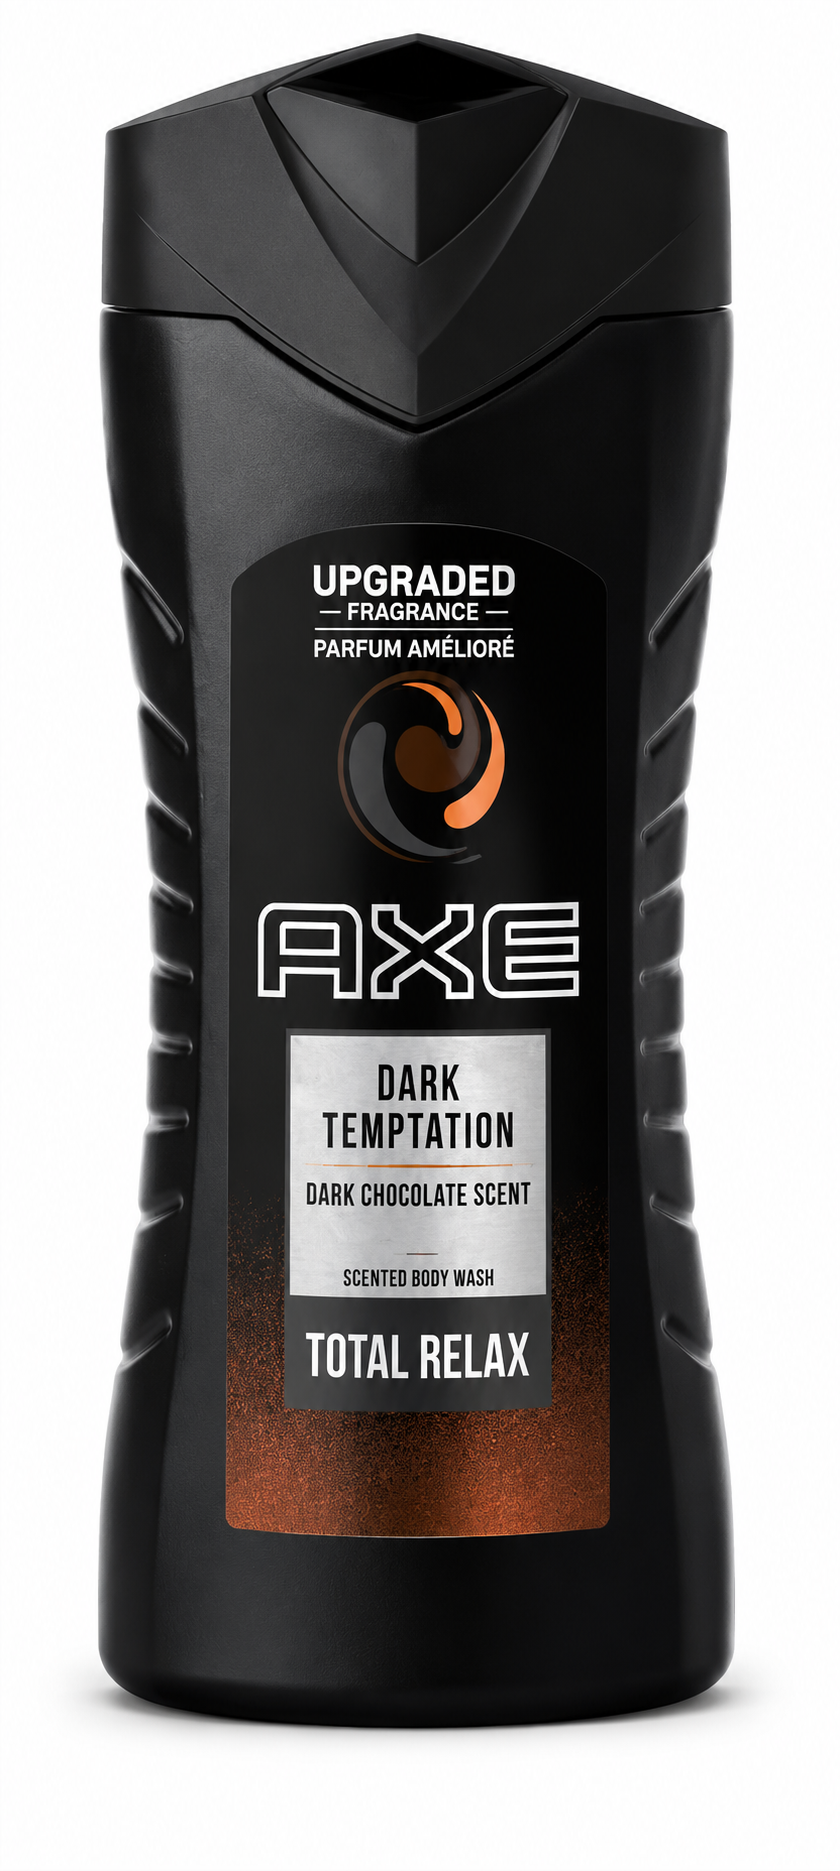 UPGRADED
— FRAGRANCE —
PARFUM AMÉLIORÉ
AXE
DARK
TEMPTATION
DARK CHOCOLATE SCENT
SCENTED BODY WASH
TOTAL RELAX